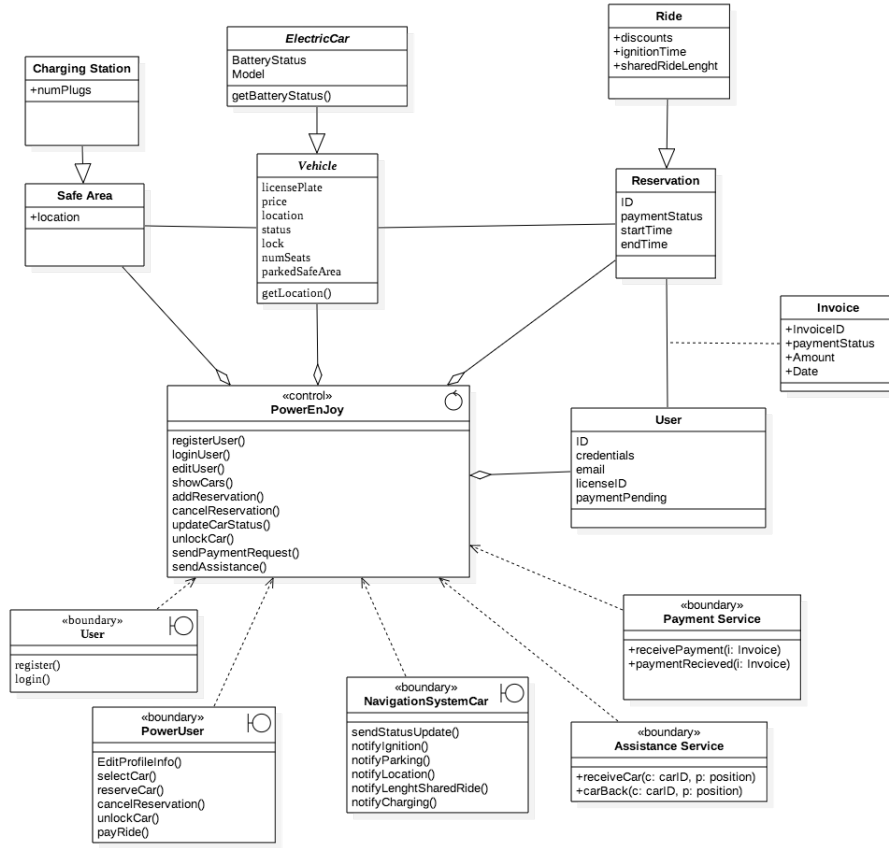 Ride
+discounts
+ignitionTime
+sharedRideLenght
ElectricCar
BatteryStatus
Model
getBatteryStatus()
Charging Station
+numPlugs
Safe Area
+location
Vehicle
licensePlate
price
location
status
lock
numSeats
parkedSafeArea
getLocation()
Reservation
ID
paymentStatus
startTime
endTime
Invoice
+InvoiceID
+paymentStatus
+Amount
+Date
«control»
PowerEnJoy
registerUser()
loginUser()
editUser()
showCars()
addReservation()
cancelReservation()
updateCarStatus()
unlockCar()
sendPaymentRequest()
sendAssistance()
User
ID
credentials
email
licenseID
paymentPending
«boundary»
User
register()
login()
«boundary»
PowerUser
EditProfileInfo()
selectCar()
reserveCar()
cancelReservation()
unlockCar()
payRide()
«boundary»
NavigationSystemCar
sendStatusUpdate()
notifyIgnition()
notifyParking()
notifyLocation()
notifyLenghtSharedRide()
notifyCharging()
«boundary»
Payment Service
+receivePayment(i: Invoice)
+paymentRecieved(i: Invoice)
«boundary»
Assistance Service
+receiveCar(c: carID, p: position)
+carBack(c: carID, p: position)